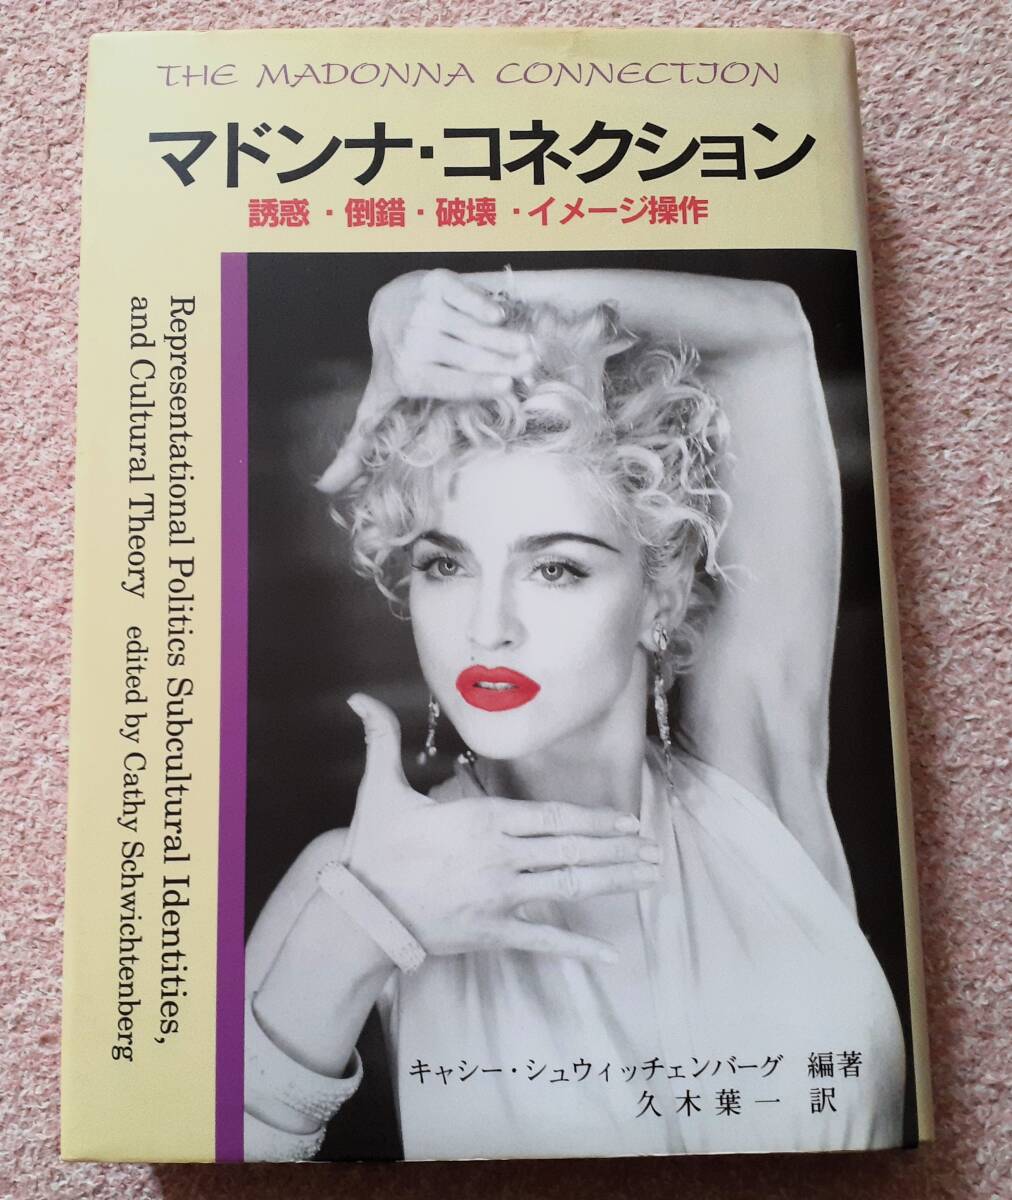 THE MADONNA CONNECTION
マドンナ・コネクション
誘惑・倒錯・破壊・イメージ操作
Representational Politics Subcultural Identities,
and Cultural Theory edited by Cathy Schwichtenberg
キャシー・シュウィッチェンバーグ 編著
久木葉一 訳